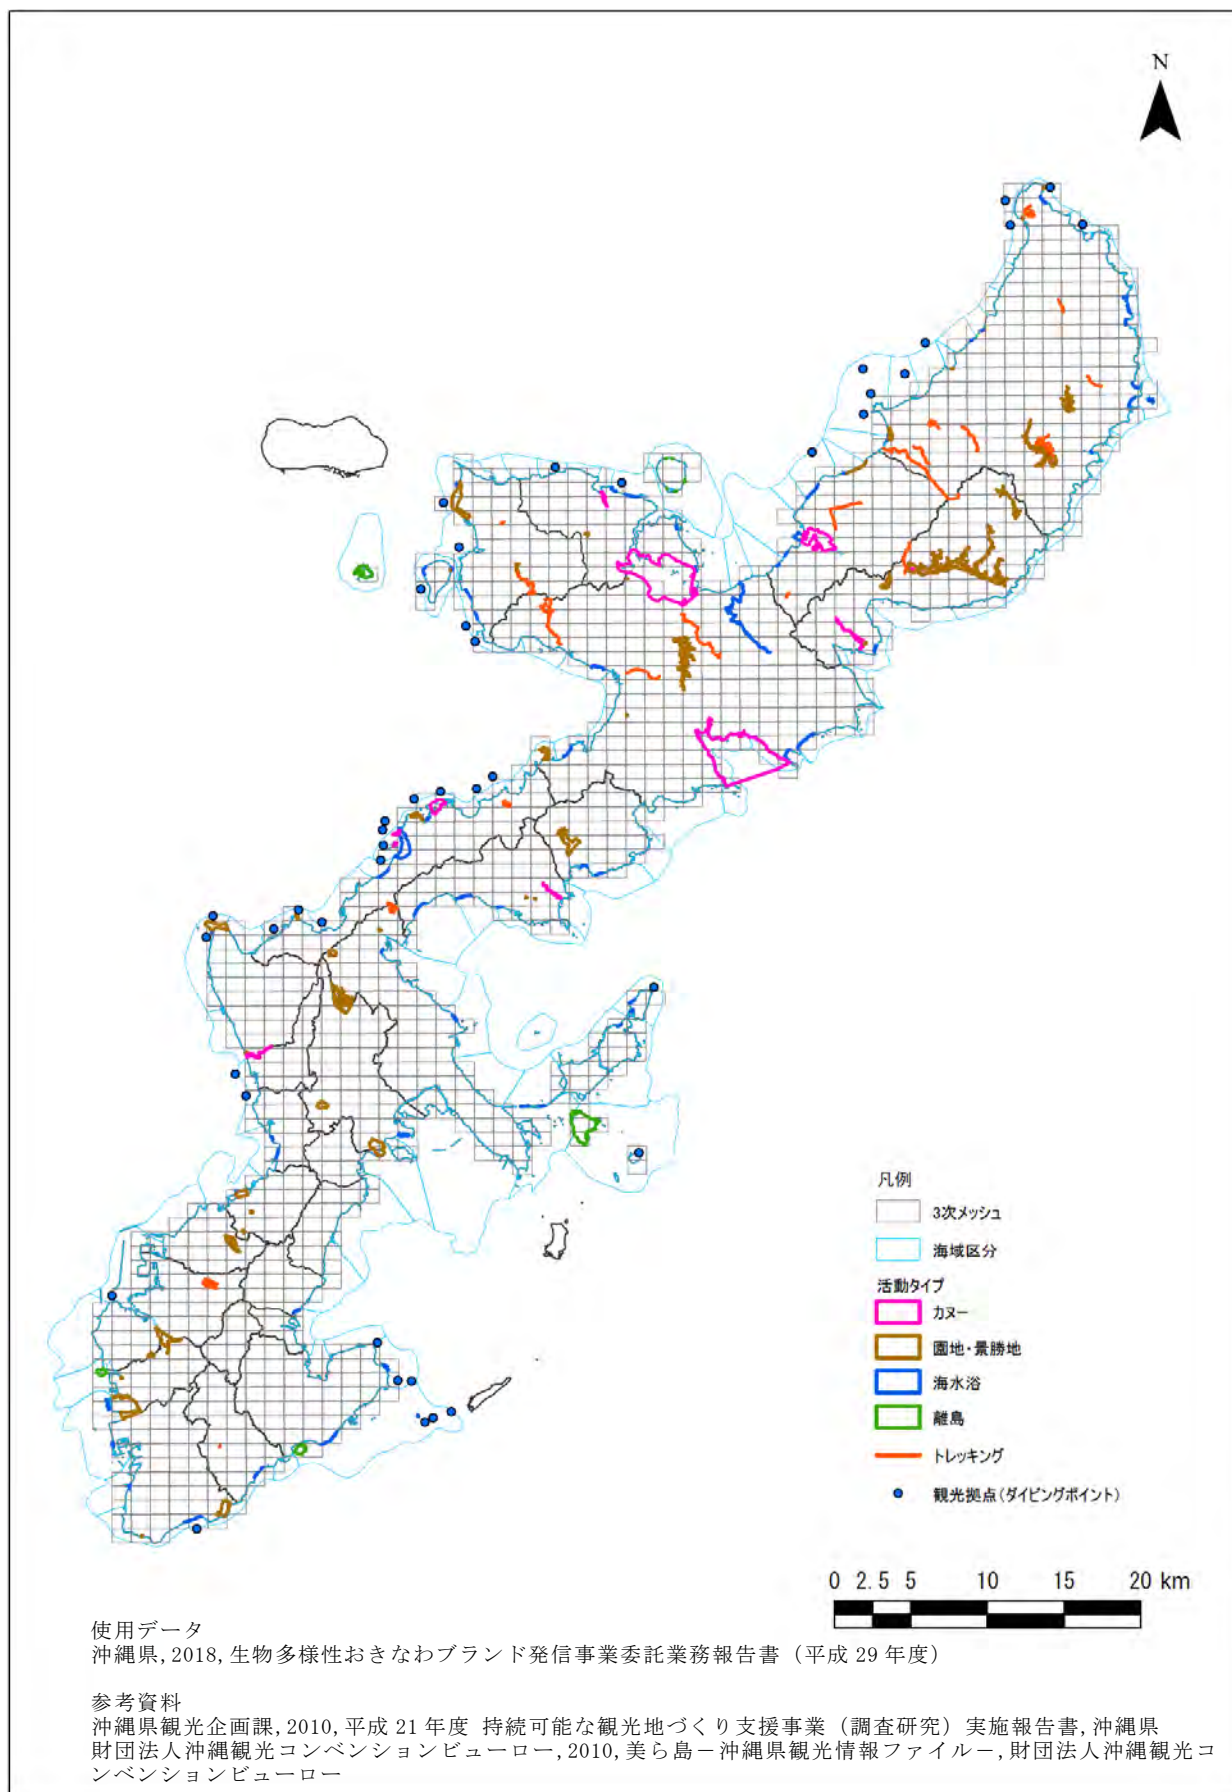 N
凡例
3次メッシュ
海域区分
活動タイプ
カヌー
園地・景勝地
海水浴
離島
トレッキング
観光拠点(ダイビングポイント)
0 2.5 5 10 15 20 km
使用データ
沖縄県,2018,生物多様性おきなわブランド発信事業委託業務報告書（平成 29 年度）
参考資料
沖縄県観光企画課,2010,平成 21 年度 持続可能な観光地づくり支援事業（調査研究）実施報告書,沖縄県
財団法人沖縄観光コンベンションビューロー,2010,美ら島－沖縄県観光情報ファイル－,財団法人沖縄観光コ
ンベンションビューロー